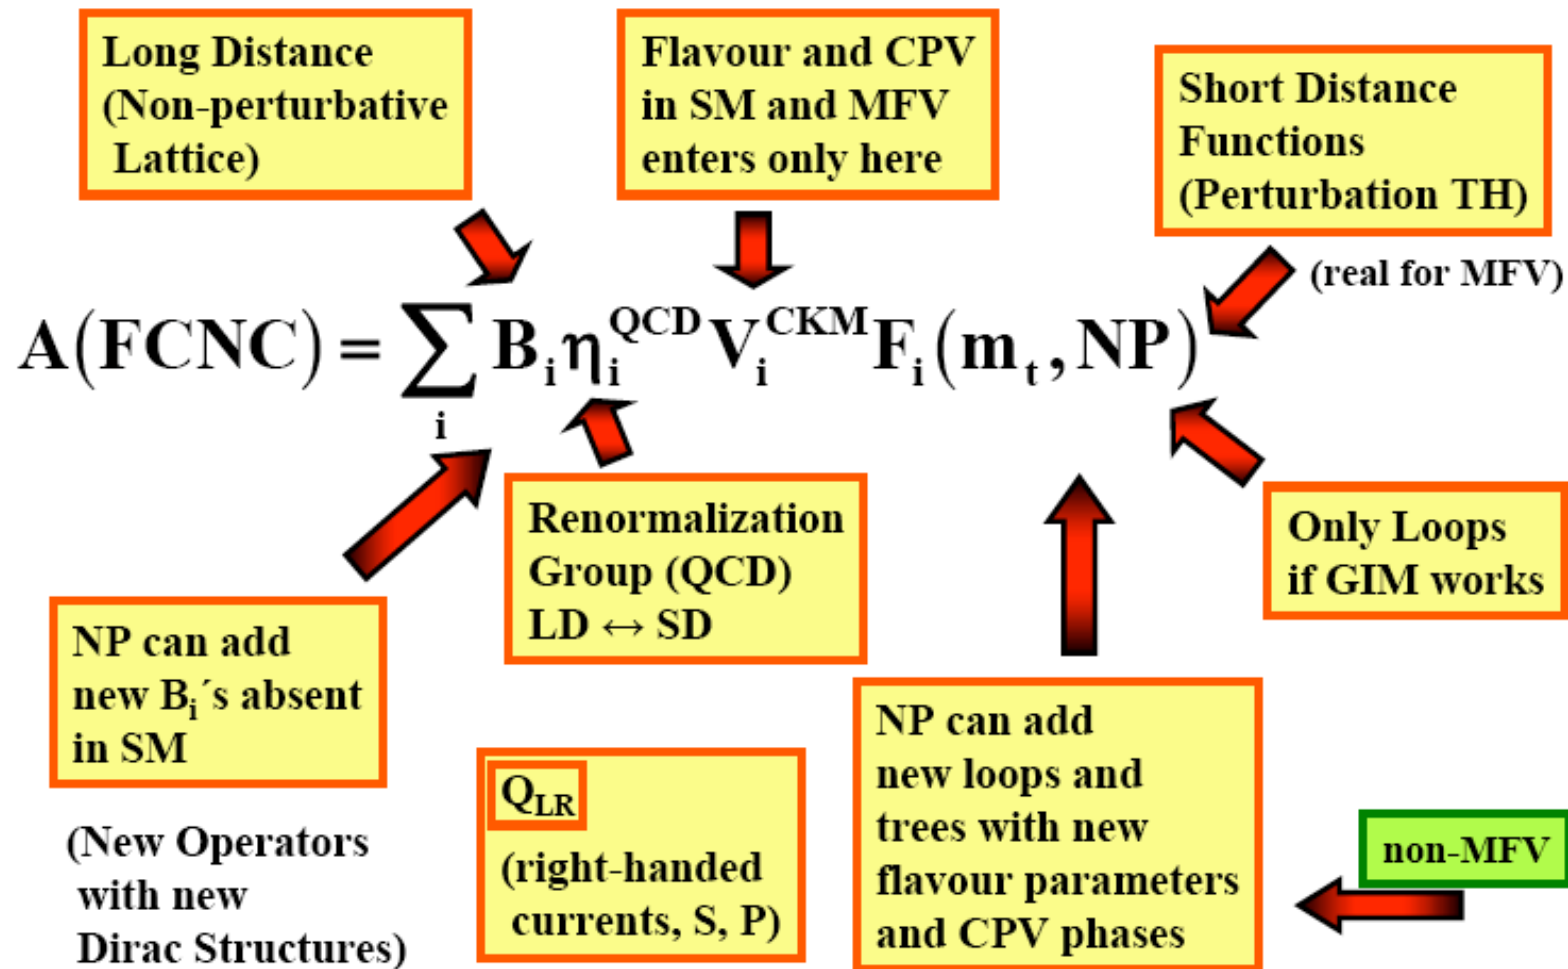 Long Distance
(Non-perturbative
Lattice)
Flavour and CPV
in SM and MFV
enters only here
Short Distance
Functions
(Perturbation TH)
(real for MFV)
A(FCNC) = ∑_i B_i η_i^QCD V_i^CKM F_i(m_t, NP)
Renormalization
Group (QCD)
LD ↔ SD
Only Loops
if GIM works
NP can add
new B_i´s absent
in SM
(New Operators
with new
Dirac Structures)
Q_LR
(right-handed
currents, S, P)
NP can add
new loops and
trees with new
flavour parameters
and CPV phases
non-MFV